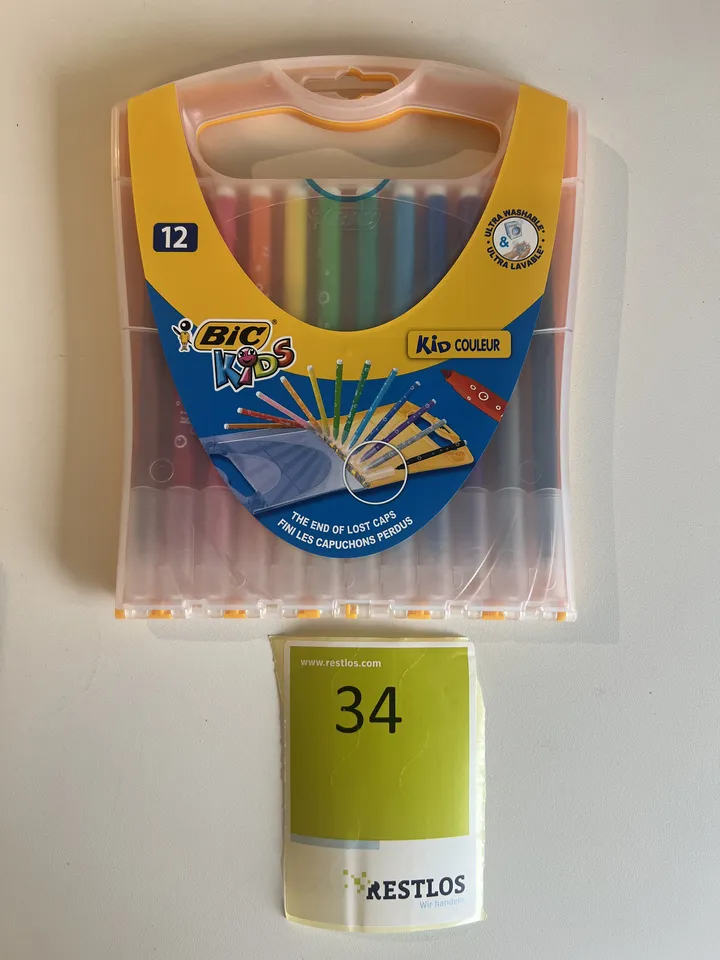 12
ULTRA WASHABLE*
&
ULTRA LAVABLE*
BIC®
KIDS
KiD COULEUR
THE END OF LOST CAPS
FINI LES CAPUCHONS PERDUS
www.restlos.com
34
RESTLOS
Wir handeln.